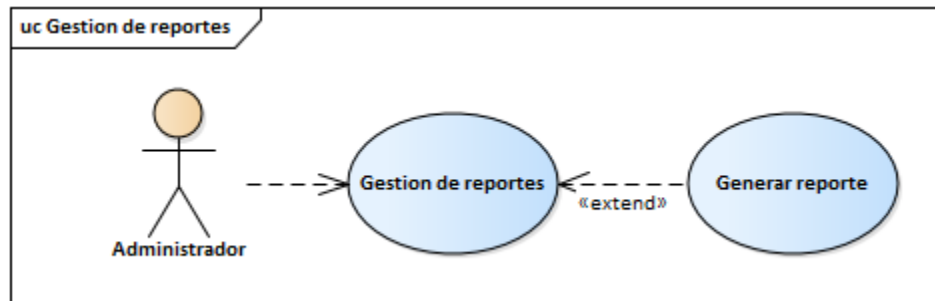 uc Gestion de reportes
Gestion de reportes
«extend»
Generar reporte
Administrador